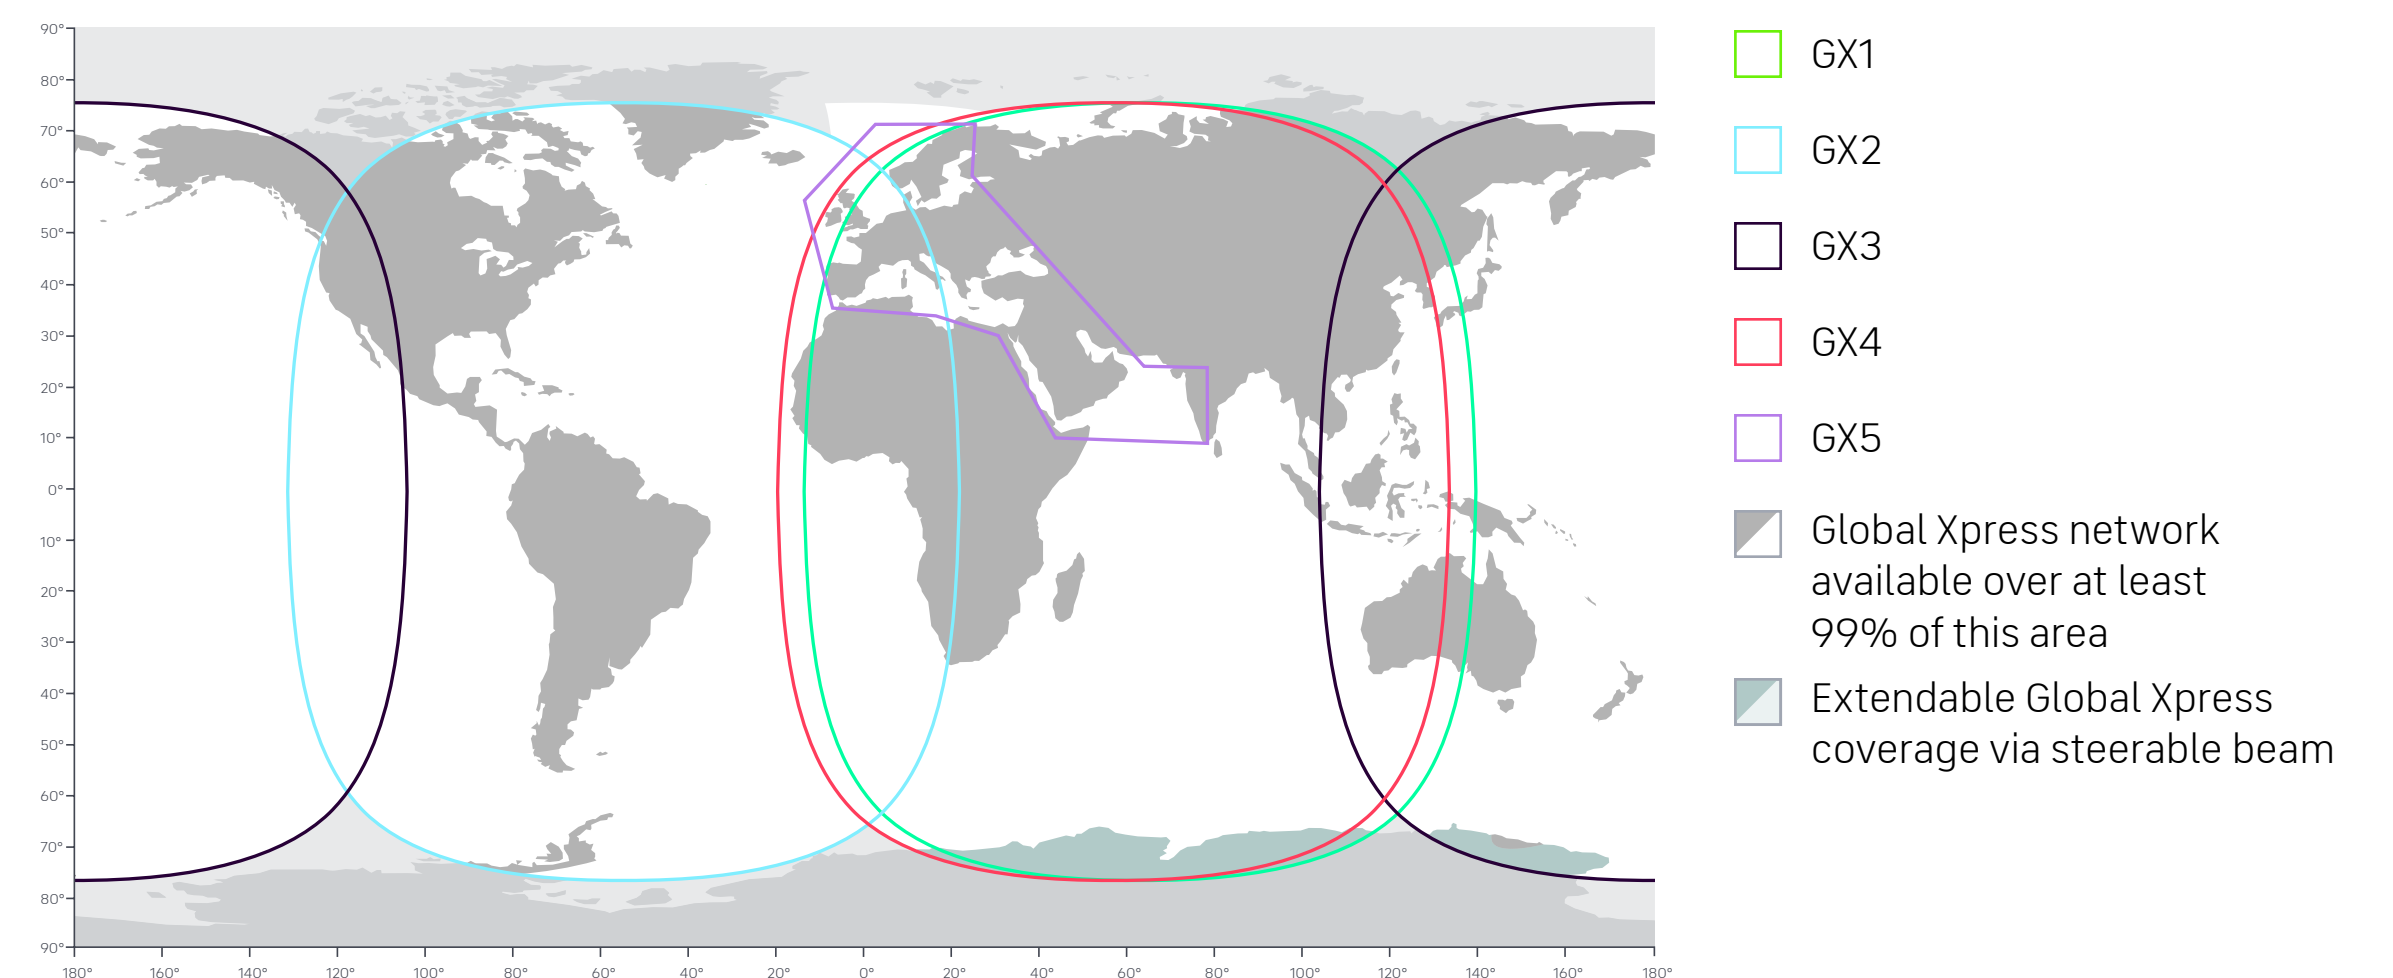 90°
80°
70°
60°
50°
40°
30°
20°
10°
0°
10°
20°
30°
40°
50°
60°
70°
80°
90°
180° 160° 140° 120° 100° 80° 60° 40° 20° 0° 20° 40° 60° 80° 100° 120° 140° 160° 180°
GX1
GX2
GX3
GX4
GX5
Global Xpress network
available over at least
99% of this area
Extendable Global Xpress
coverage via steerable beam